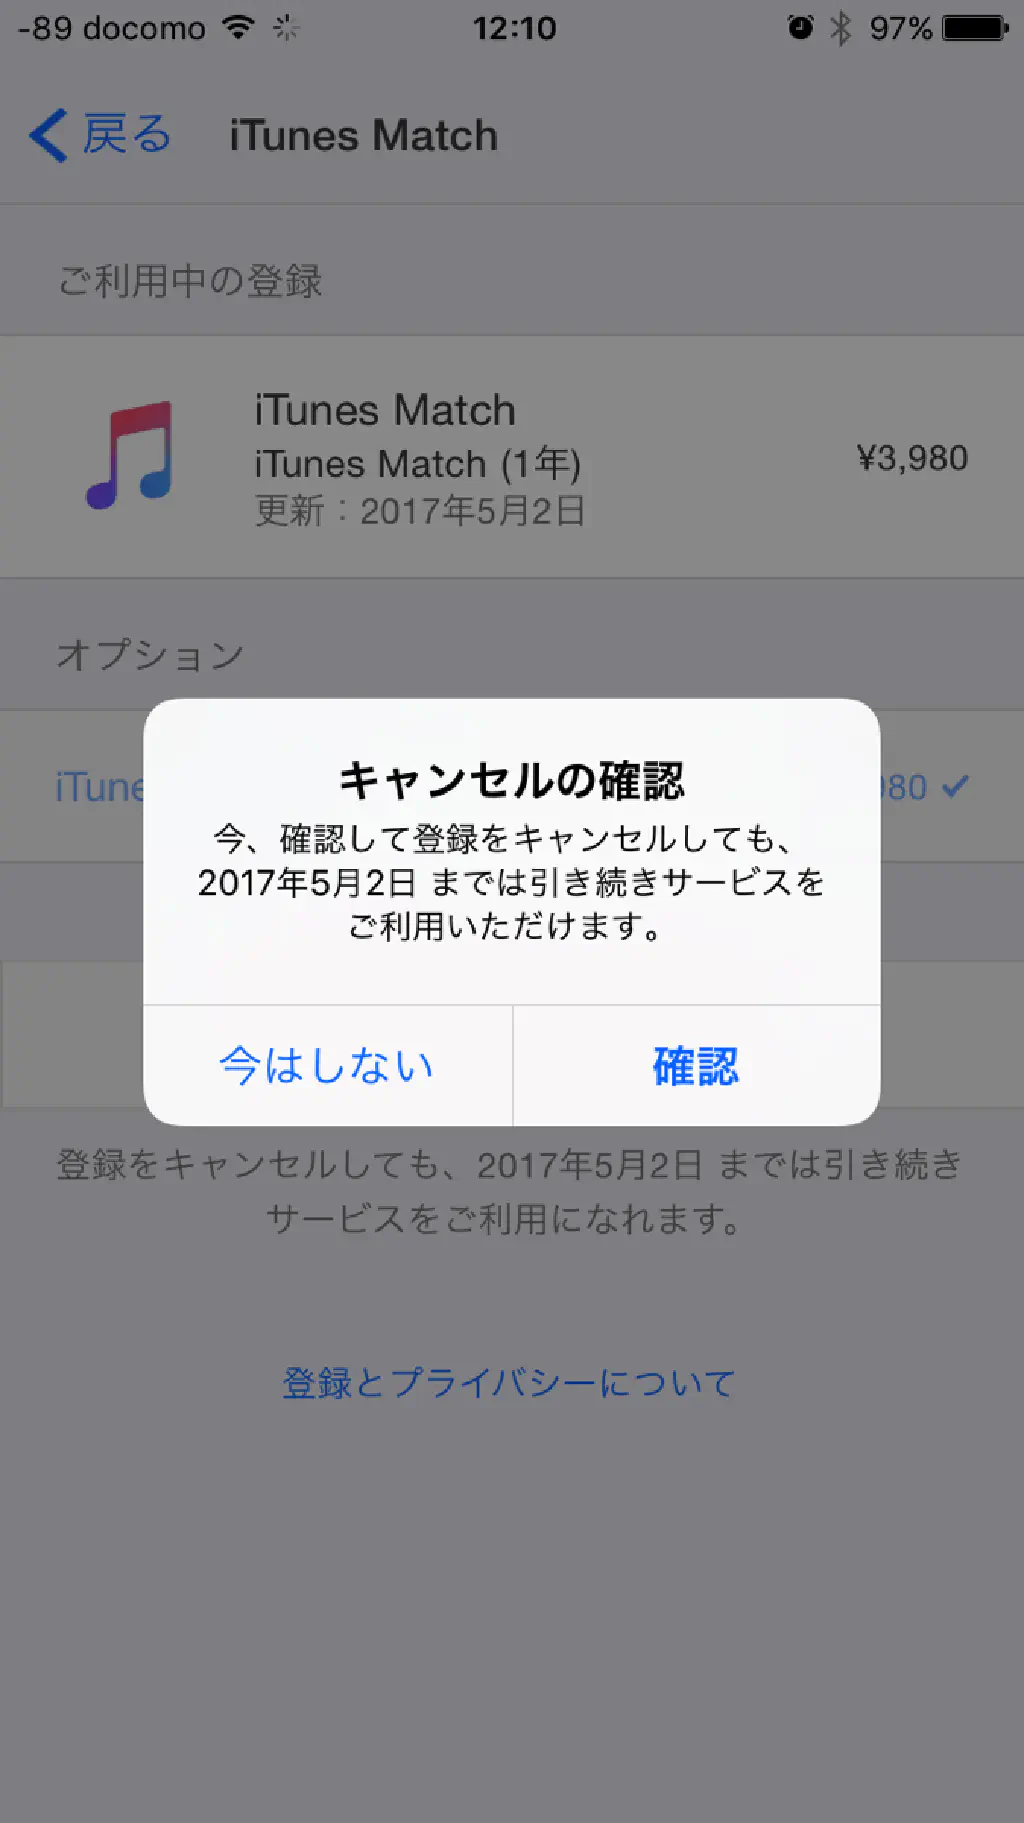 -89 docomo 12:10 97%
戻る iTunes Match
ご利用中の登録
iTunes Match
iTunes Match (1年) ¥3,980
更新：2017年5月2日
オプション
キャンセルの確認
今、確認して登録をキャンセルしても、
2017年5月2日 までは引き続きサービスを
ご利用いただけます。
iTune 980
今はしない 確認
登録をキャンセルしても、2017年5月2日 までは引き続き
サービスをご利用になれます。
登録とプライバシーについて